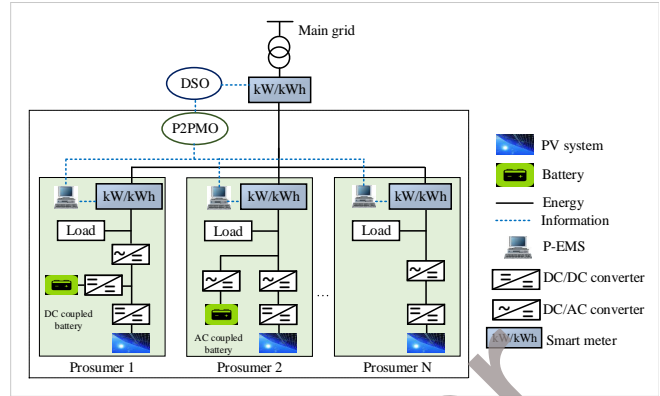 Main grid
DSO
kW/kWh
P2PMO
kW/kWh
kW/kWh
kW/kWh
Load
Load
DC coupled
battery
AC coupled
battery
...
Prosumer 1
Prosumer 2
Prosumer N
PV system
Battery
Energy
Information
P-EMS
DC/DC converter
DC/AC converter
kW/kWh
Smart meter